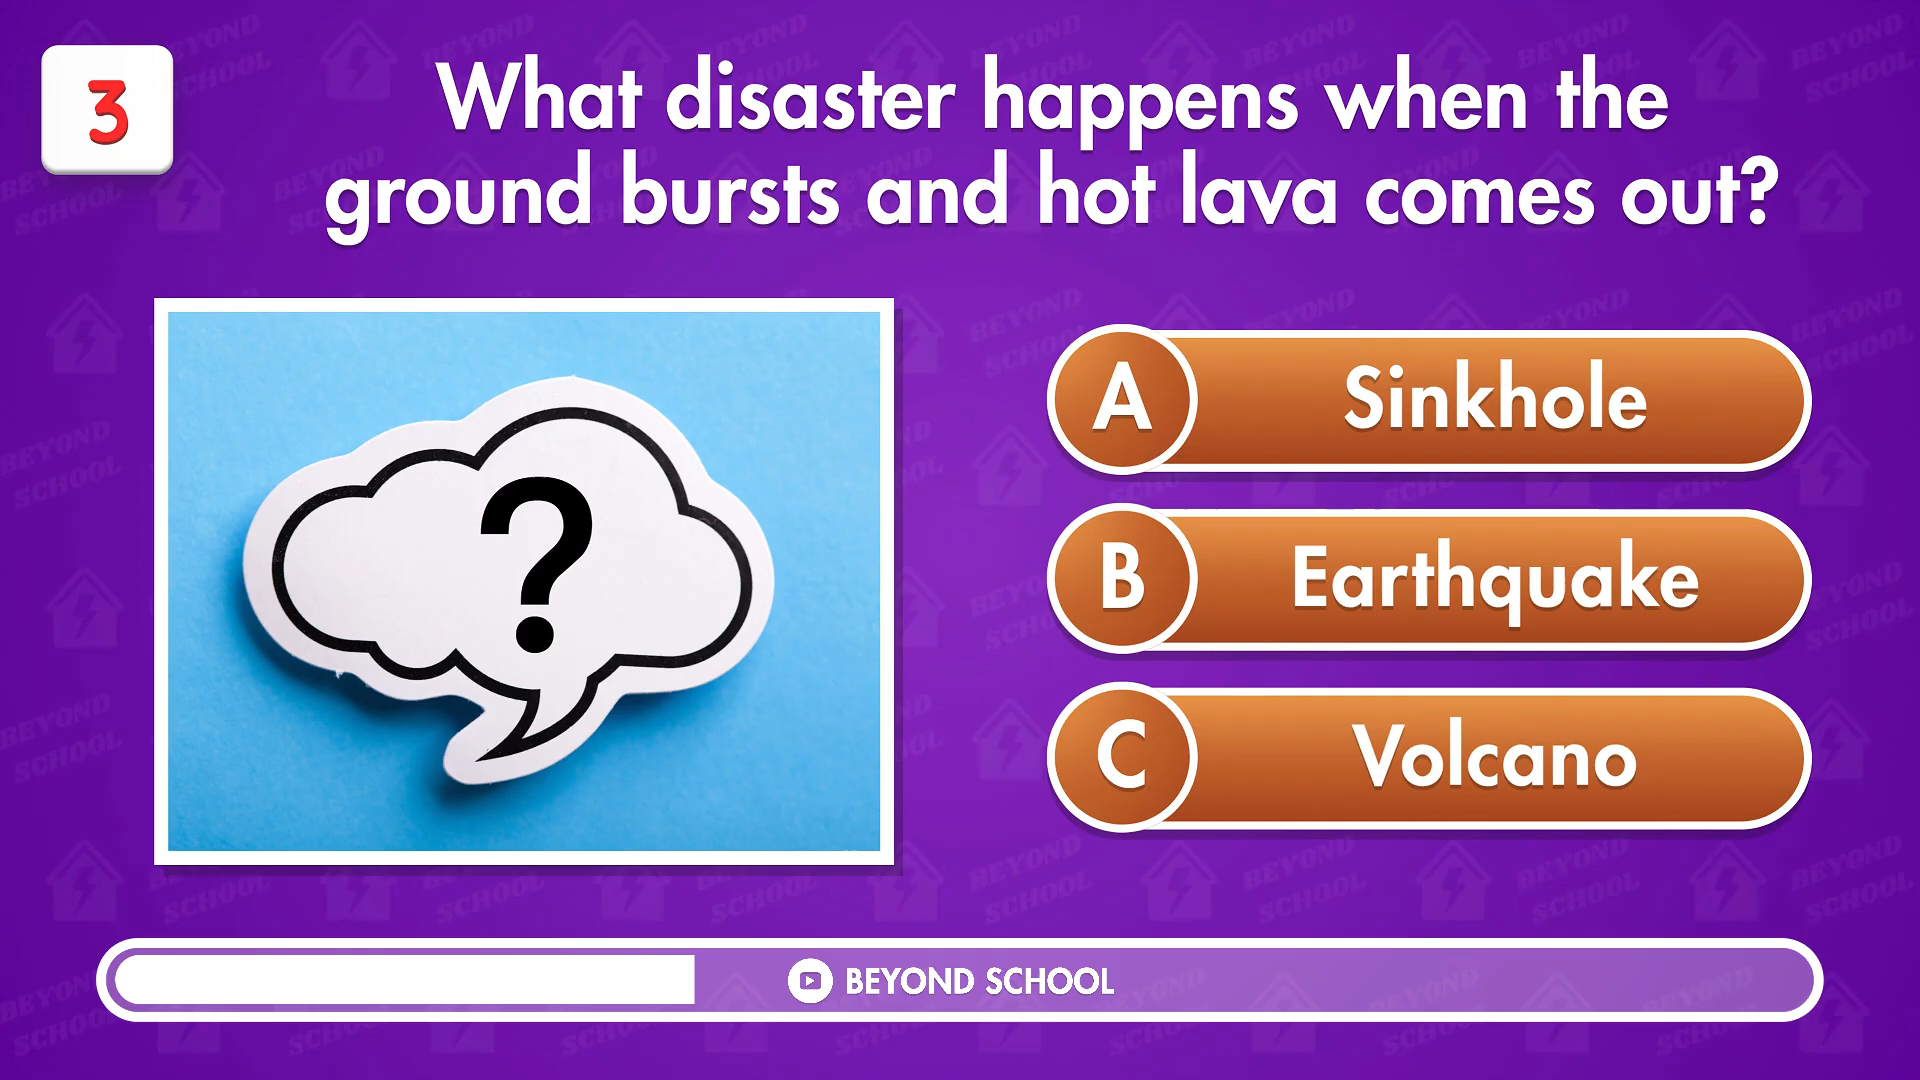 3
What disaster happens when the
ground bursts and hot lava comes out?
?
A Sinkhole
B Earthquake
C Volcano
BEYOND SCHOOL